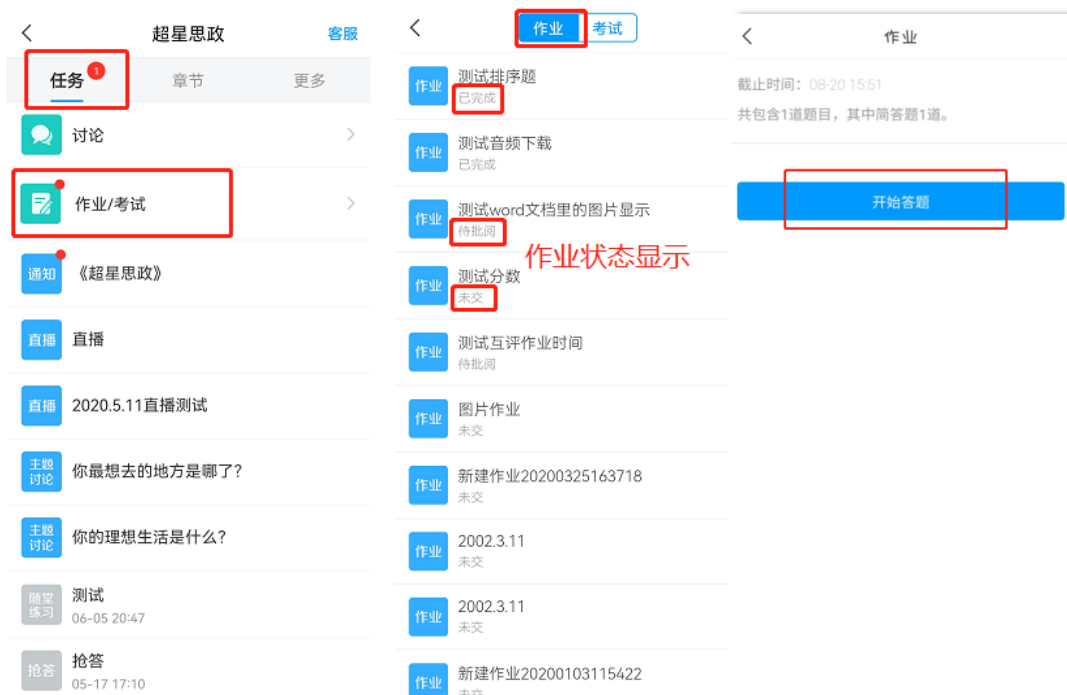 超星思政
客服
任务
1
章节
更多
讨论
作业/考试
通知
《超星思政》
直播
直播
直播
2020.5.11直播测试
主题
讨论
你最想去的地方是哪了?
主题
讨论
你的理想生活是什么?
随堂
练习
测试
06-05 20:47
抢答
抢答
05-17 17:10
作业
考试
作业
测试排序题
已完成
作业
测试音频下载
已完成
作业
测试word文档里的图片显示
待批阅
作业状态显示
作业
测试分数
未交
作业
测试互评作业时间
待批阅
作业
图片作业
未交
作业
新建作业20200325163718
未交
作业
2002.3.11
未交
作业
2002.3.11
未交
作业
新建作业20200103115422
未交
作业
截止时间：08-20 15:51
共包含1道题目，其中简答题1道。
开始答题